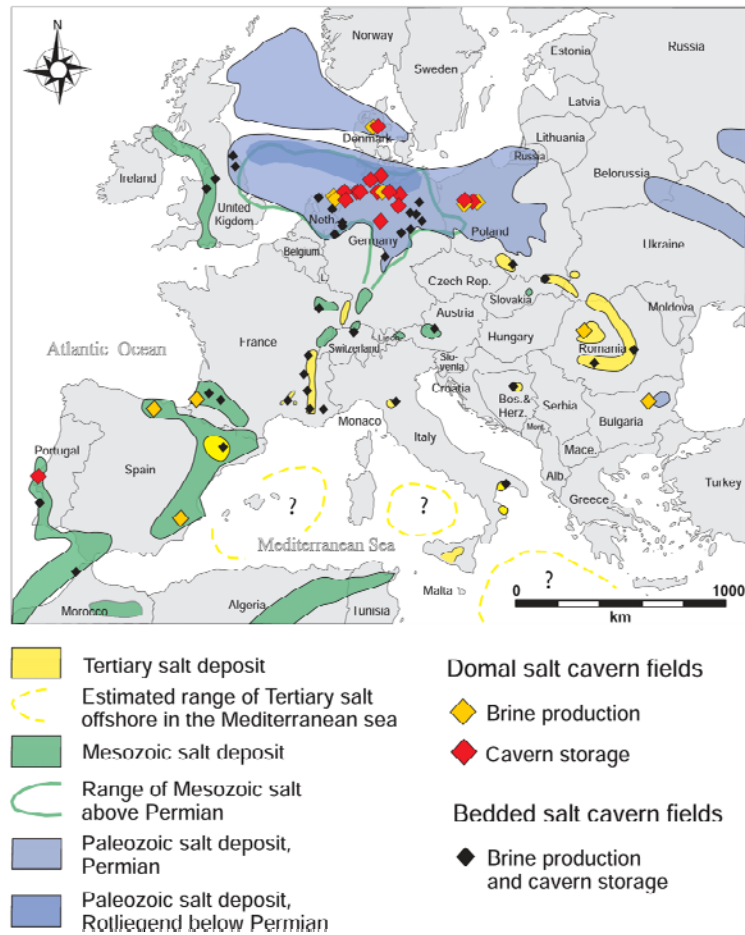 N
Norway
Sweden
Estonia
Russia
Latvia
Lithuania
Russia
Denmark
Ireland
United
Kigdom
Neth.
Germany
Poland
Belorussia
Ukraine
Belgium
L.
Czech Rep.
Slovakia
Moldova
France
Austria
Hungary
Romania
Switzerland
Liech.
Slo-
venia
Croatia
Bos.&
Herz.
Serbia
Bulgaria
Atlantic Ocean
Monaco
Italy
Mont.
Mace.
Alb.
Greece
Turkey
Portugal
Spain
?
?
?
Mediterranean Sea
Malta
Morocco
Algeria
Tunisia
0
1000
km
Tertiary salt deposit
Estimated range of Tertiary salt
offshore in the Mediterranean sea
Mesozoic salt deposit
Range of Mesozoic salt
above Permian
Paleozoic salt deposit,
Permian
Paleozoic salt deposit,
Rotliegend below Permian
Domal salt cavern fields
Brine production
Cavern storage
Bedded salt cavern fields
Brine production
and cavern storage